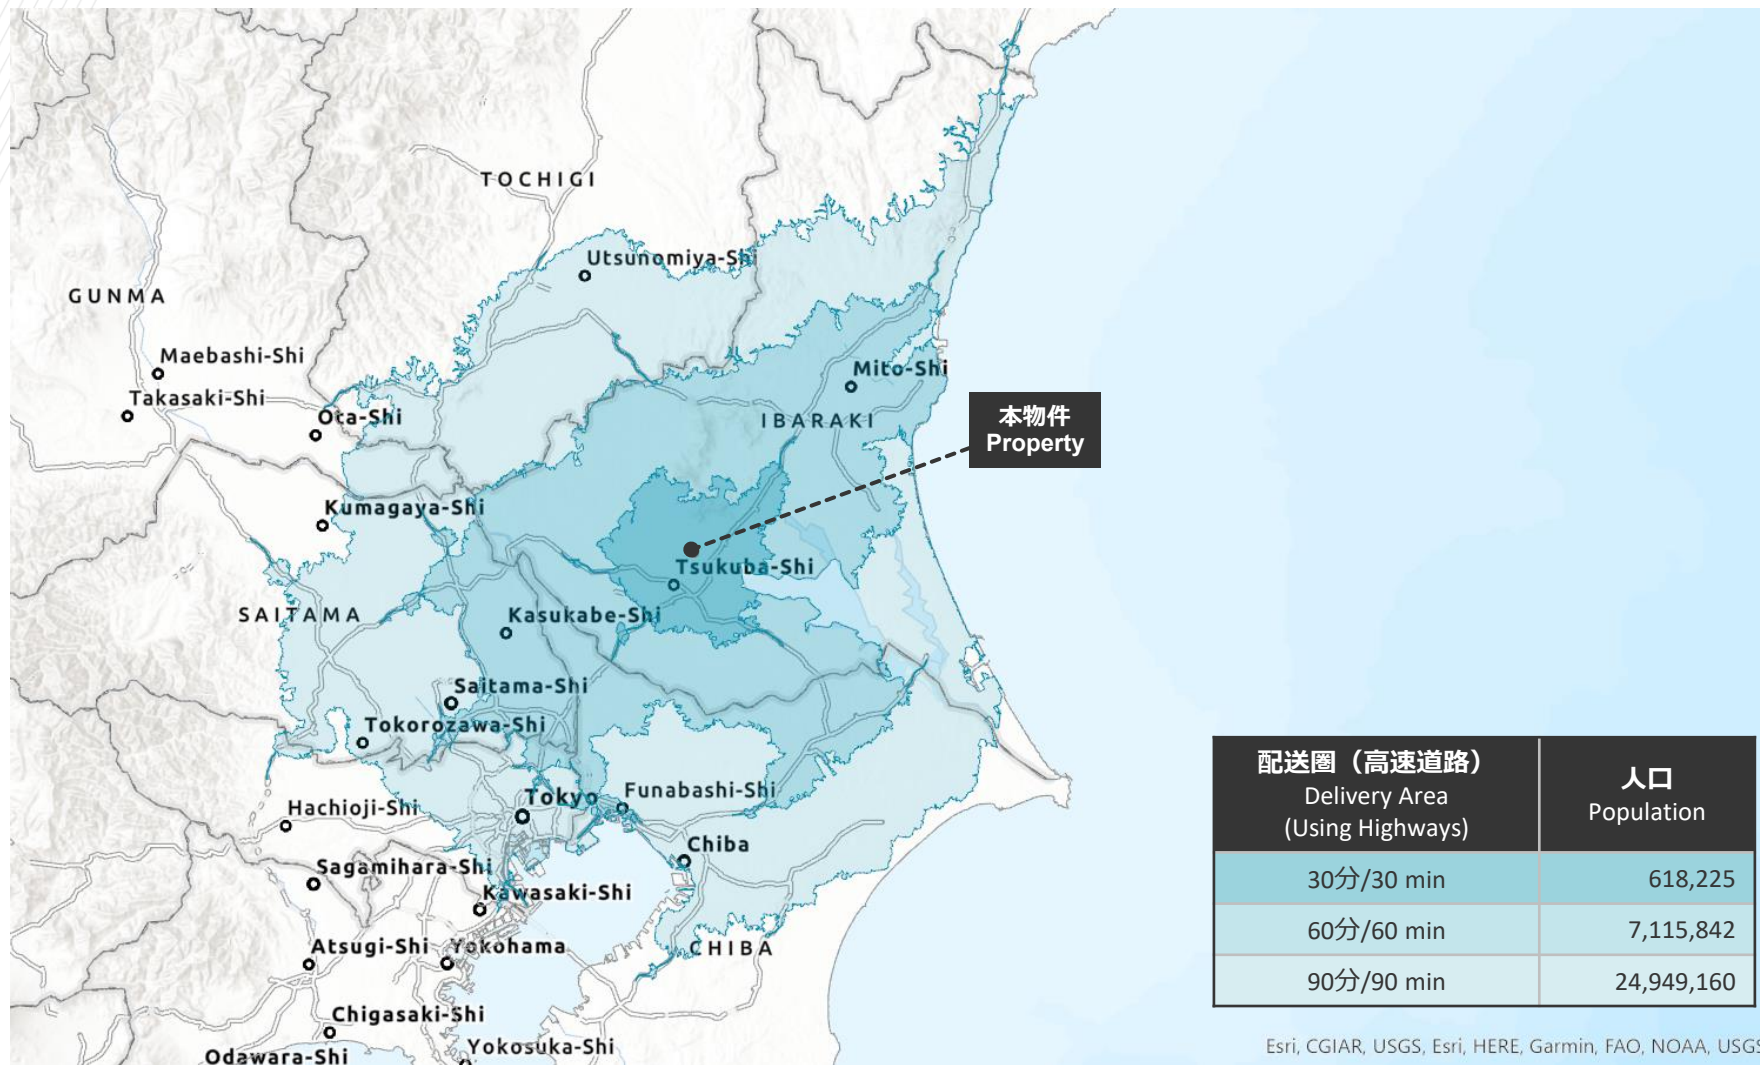 TOCHIGI
Utsunomiya-Shi
GUNMA
Maebashi-Shi
Takasaki-Shi
Ota-Shi
Mito-Shi
IBARAKI
本物件
Property
Kumagaya-Shi
Tsukuba-Shi
SAITAMA
Kasukabe-Shi
Saitama-Shi
Tokorozawa-Shi
Hachioji-Shi
Tokyo
Funabashi-Shi
Chiba
Sagamihara-Shi
Kawasaki-Shi
Atsugi-Shi
Yokohama
CHIBA
Chigasaki-Shi
Odawara-Shi
Yokosuka-Shi
配送圏（高速道路）
Delivery Area
(Using Highways)
人口
Population
30分/30 min 618,225
60分/60 min 7,115,842
90分/90 min 24,949,160
Esri, CGIAR, USGS, Esri, HERE, Garmin, FAO, NOAA, USGS